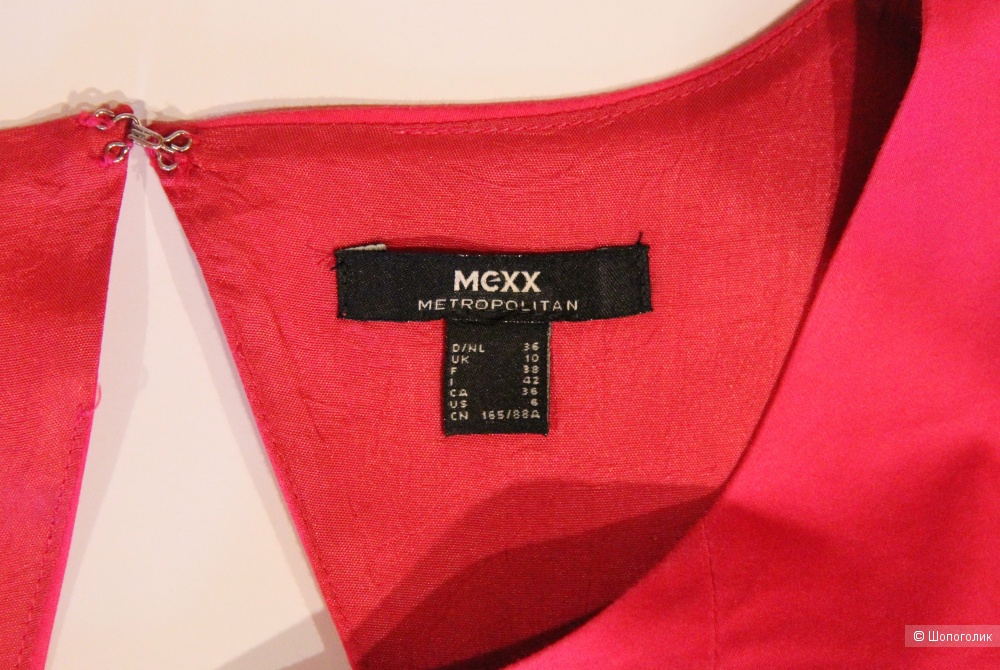 MEXX
METROPOLITAN
D/NL 36
UK 10
F 38
I 42
CA 36
US 6
CN 165/88A
© Шопоголик